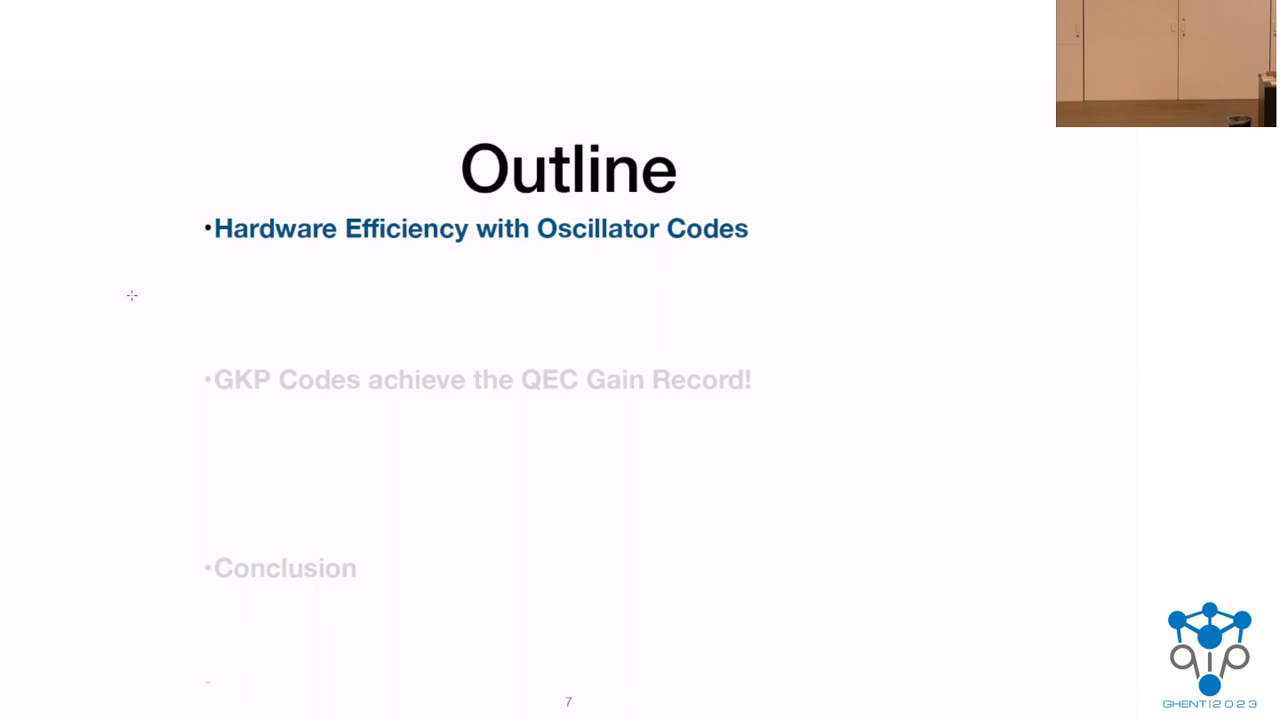 Outline
•Hardware Efficiency with Oscillator Codes
•GKP Codes achieve the QEC Gain Record!
•Conclusion
-
7
qip
GHENT|2023